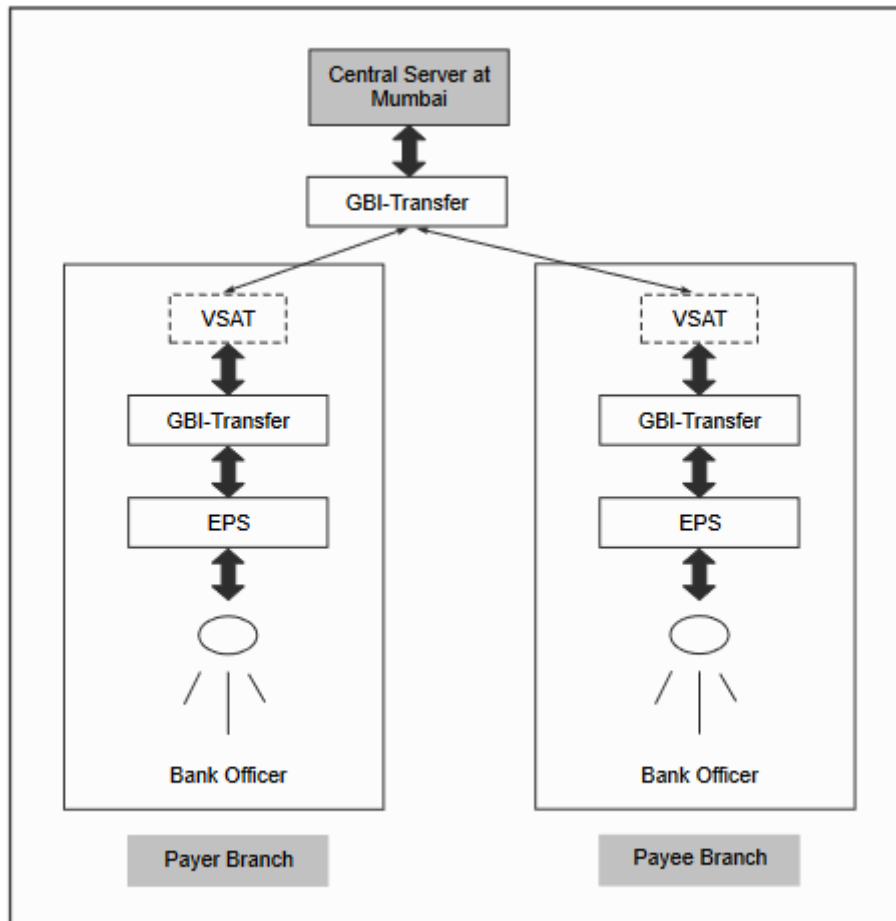 Central Server at
Mumbai
GBI-Transfer
VSAT
GBI-Transfer
EPS
Bank Officer
Payer Branch
VSAT
GBI-Transfer
EPS
Bank Officer
Payee Branch